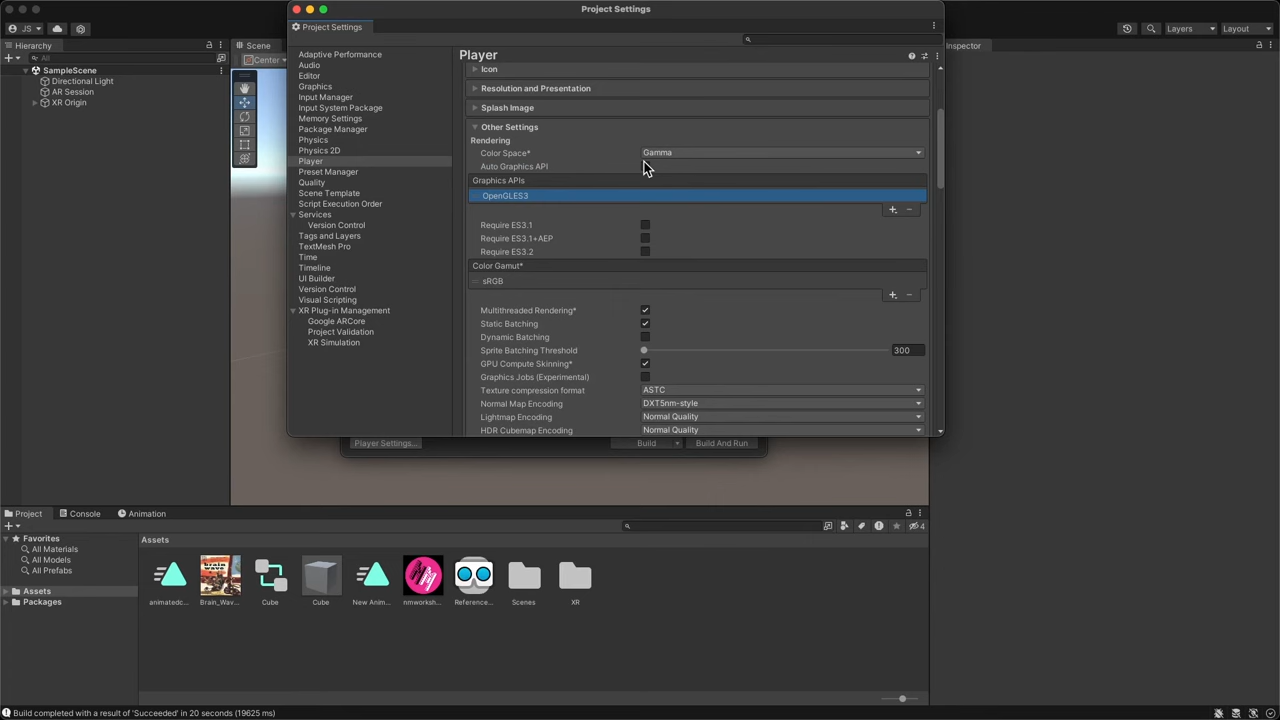 Project Settings
JS
Layers
Layout
Project Settings
Hierarchy
Scene
Inspector
All
Center
SampleScene
Directional Light
AR Session
XR Origin
Adaptive Performance
Audio
Editor
Graphics
Input Manager
Input System Package
Memory Settings
Package Manager
Physics
Physics 2D
Player
Preset Manager
Quality
Scene Template
Script Execution Order
Services
Version Control
Tags and Layers
TextMesh Pro
Time
Timeline
UI Builder
Version Control
Visual Scripting
XR Plug-in Management
Google ARCore
Project Validation
XR Simulation
Player
Icon
Resolution and Presentation
Splash Image
Other Settings
Rendering
Color Space* Gamma
Auto Graphics API
Graphics APIs
OpenGLES3
Require ES3.1
Require ES3.1+AEP
Require ES3.2
Color Gamut*
sRGB
Multithreaded Rendering*
Static Batching
Dynamic Batching
Sprite Batching Threshold 300
GPU Compute Skinning*
Graphics Jobs (Experimental)
Texture compression format ASTC
Normal Map Encoding DXT5nm-style
Lightmap Encoding Normal Quality
HDR Cubemap Encoding Normal Quality
Player Settings... Build Build And Run
Project Console Animation
4
Favorites
All Materials
All Models
All Prefabs
Assets
Packages
Assets
animatedc...
Brain_Wav...
Cube
Cube
New Anim...
nmworksh...
Reference...
Scenes
XR
Build completed with a result of 'Succeeded' in 20 seconds (19625 ms)